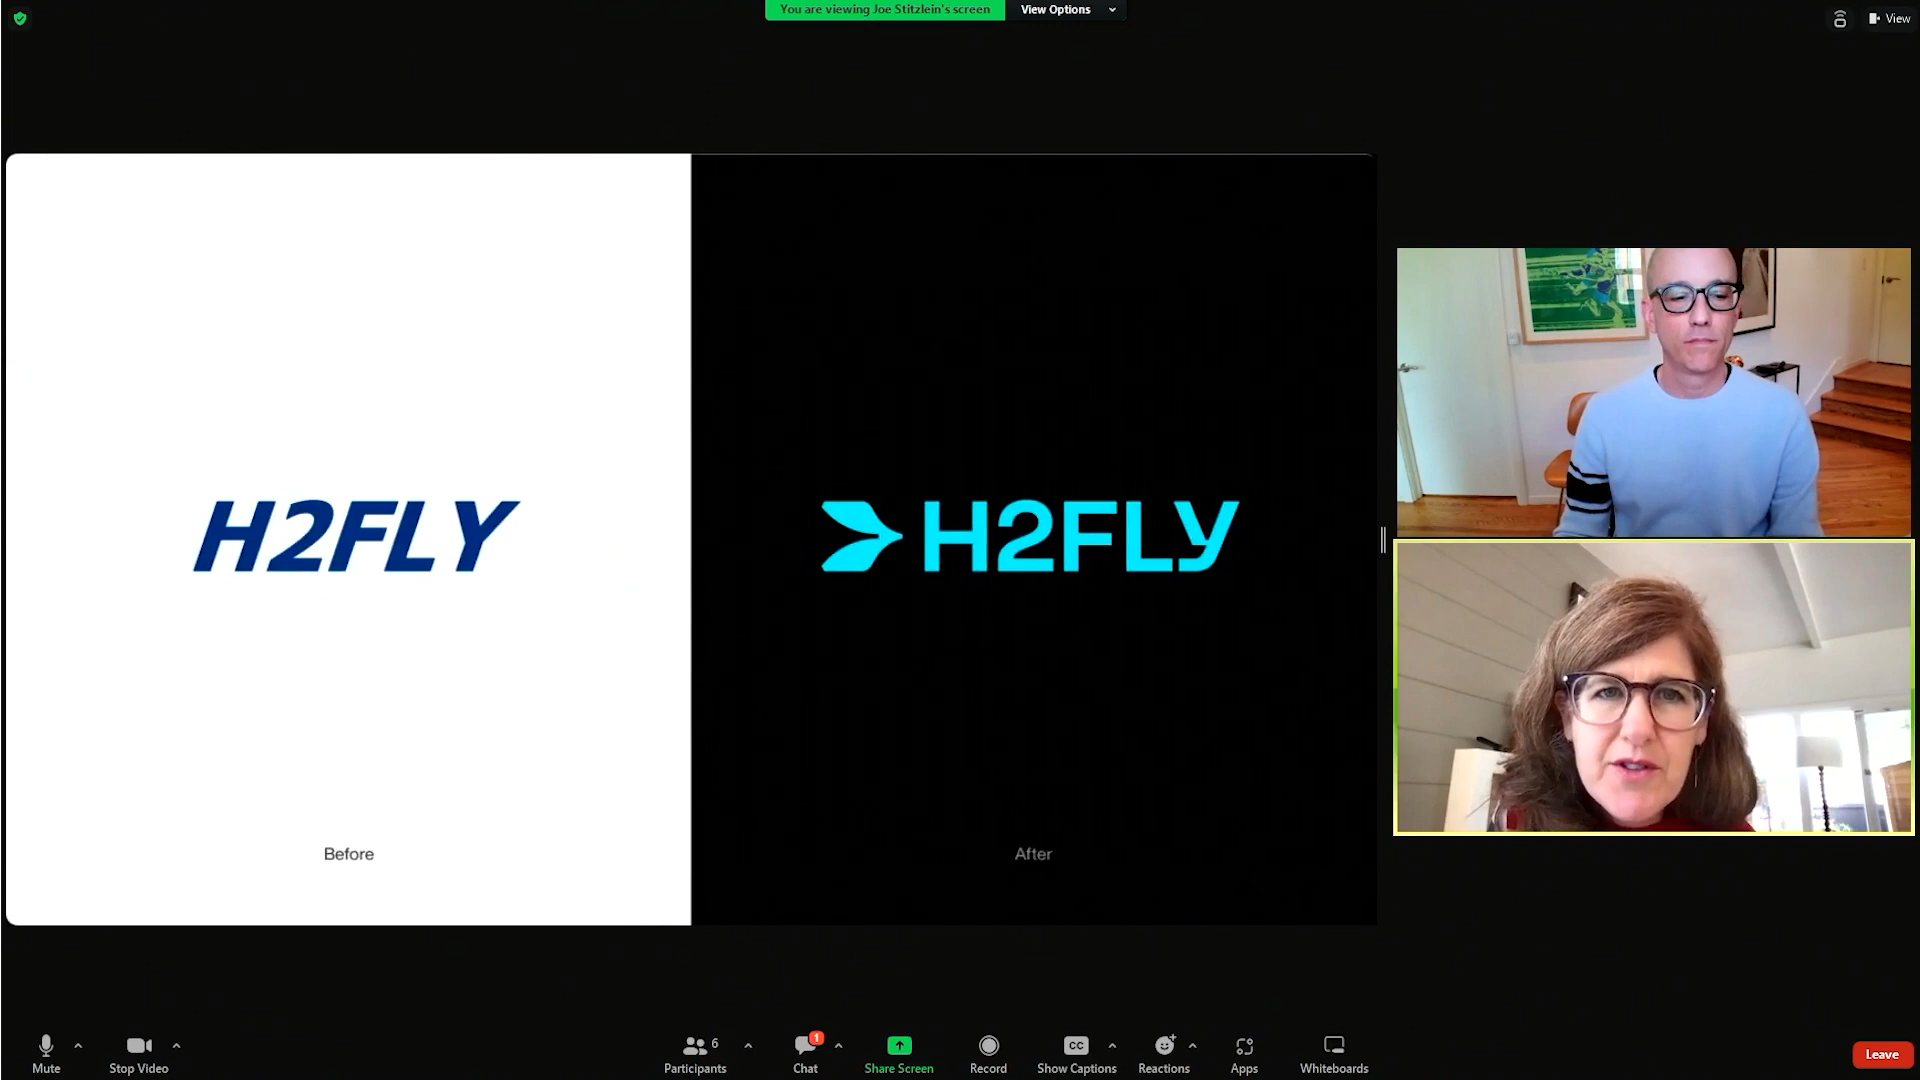 You are viewing Joe Stitzlein's screen
View Options
View
H2FLY
H2FLY
Before
After
Mute
Stop Video
6
Participants
1
Chat
Share Screen
Record
CC
Show Captions
Reactions
Apps
Whiteboards
Leave